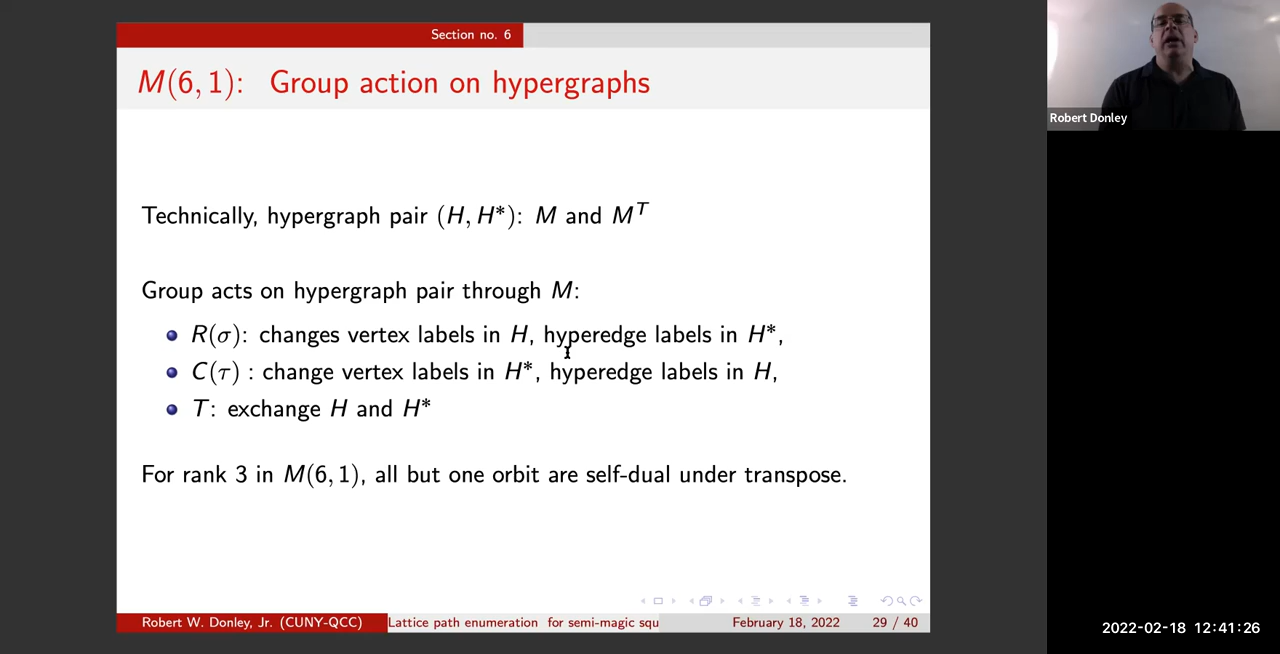 Section no. 6
M(6, 1): Group action on hypergraphs
Technically, hypergraph pair (H, H*): M and Mᵀ
Group acts on hypergraph pair through M:
R(σ): changes vertex labels in H, hyperedge labels in H*,
C(τ) : change vertex labels in H*, hyperedge labels in H,
T: exchange H and H*
For rank 3 in M(6, 1), all but one orbit are self-dual under transpose.
Robert W. Donley, Jr. (CUNY-QCC)
Lattice path enumeration for semi-magic squ
February 18, 2022
29 / 40
Robert Donley
2022-02-18 12:41:26